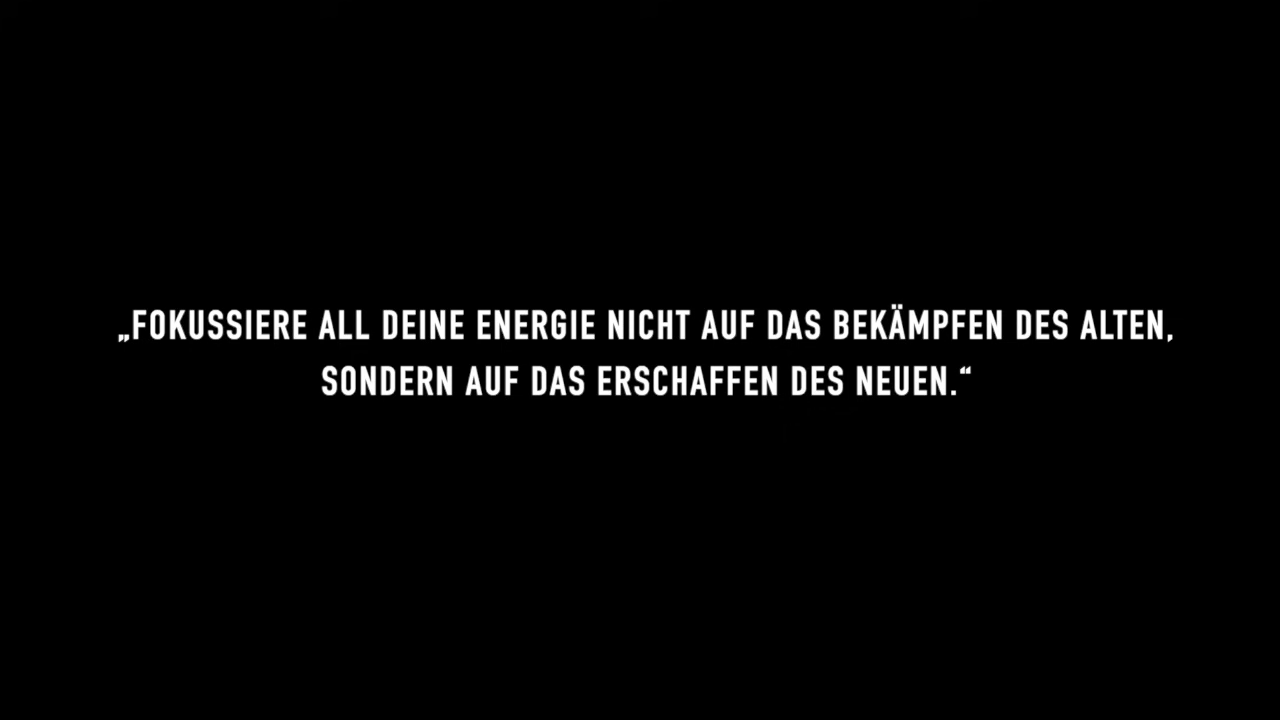 „FOKUSSIERE ALL DEINE ENERGIE NICHT AUF DAS BEKÄMPFEN DES ALTEN,
SONDERN AUF DAS ERSCHAFFEN DES NEUEN.“